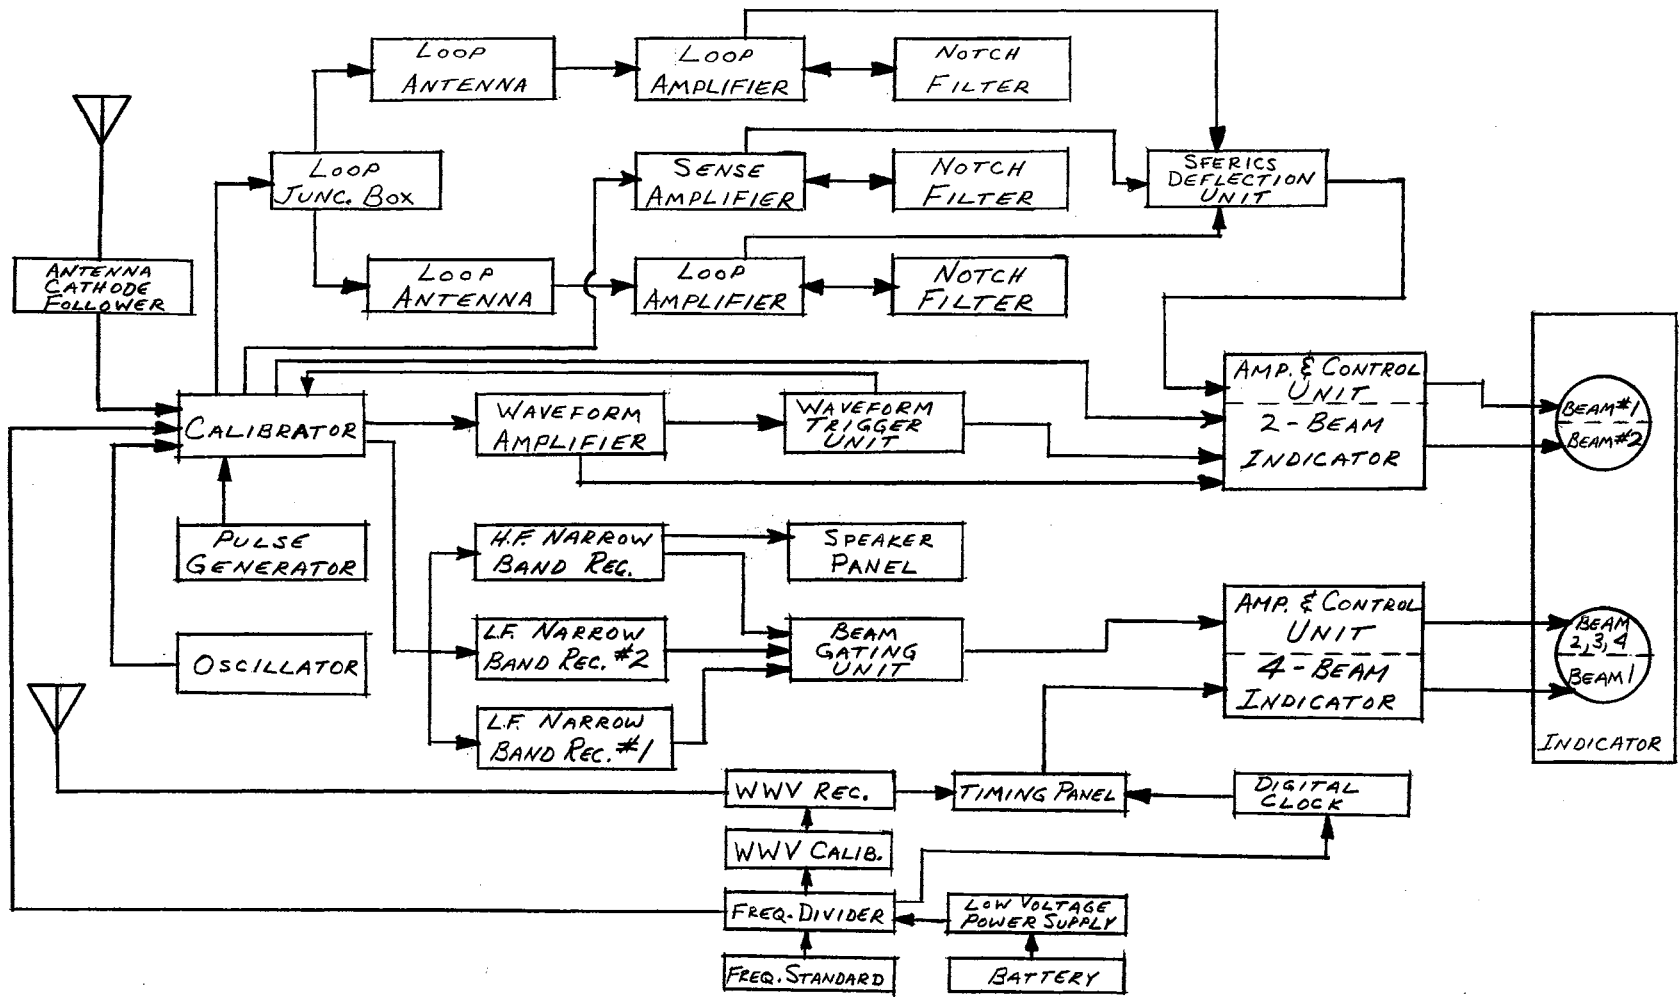 LOOP
ANTENNA
LOOP
AMPLIFIER
NOTCH
FILTER
LOOP
JUNC. BOX
SENSE
AMPLIFIER
NOTCH
FILTER
SFERICS
DEFLECTION
UNIT
ANTENNA
CATHODE
FOLLOWER
LOOP
ANTENNA
LOOP
AMPLIFIER
NOTCH
FILTER
CALIBRATOR
WAVEFORM
AMPLIFIER
WAVEFORM
TRIGGER
UNIT
AMP. & CONTROL
UNIT
2-BEAM
INDICATOR
BEAM #1
BEAM #2
PULSE
GENERATOR
H.F. NARROW
BAND REC.
SPEAKER
PANEL
OSCILLATOR
L.F. NARROW
BAND REC. #2
BEAM
GATING
UNIT
AMP. & CONTROL
UNIT
4-BEAM
INDICATOR
BEAM
2,3,4
BEAM 1
L.F. NARROW
BAND REC. #1
INDICATOR
WWV REC.
TIMING PANEL
DIGITAL
CLOCK
WWV CALIB.
FREQ. DIVIDER
LOW VOLTAGE
POWER SUPPLY
FREQ. STANDARD
BATTERY